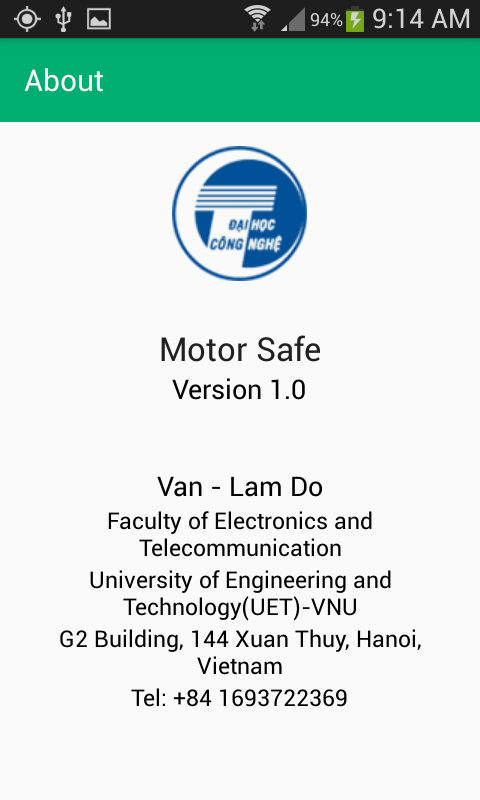 94% 9:14 AM
About
ĐẠI HỌC
CÔNG NGHỆ
Motor Safe
Version 1.0
Van - Lam Do
Faculty of Electronics and
Telecommunication
University of Engineering and
Technology(UET)-VNU
G2 Building, 144 Xuan Thuy, Hanoi,
Vietnam
Tel: +84 1693722369